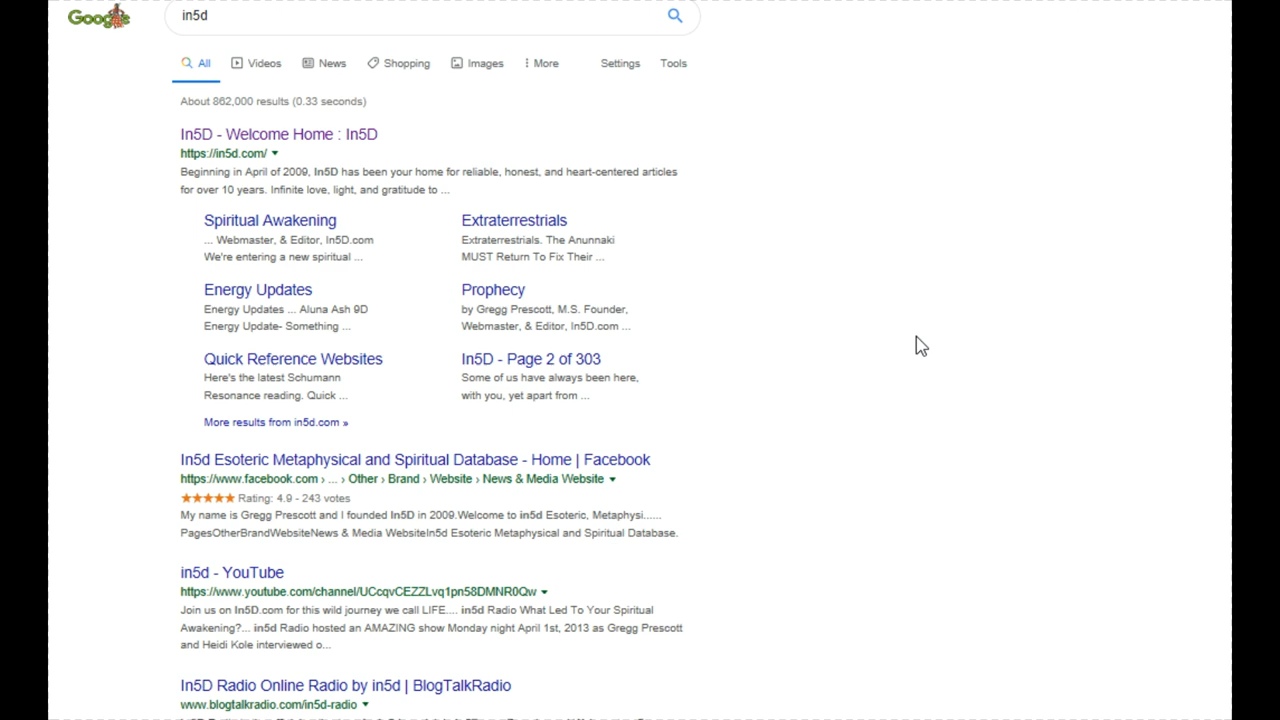 Google
in5d
All Videos News Shopping Images More Settings Tools
About 862,000 results (0.33 seconds)
In5D - Welcome Home : In5D
https://in5d.com/
Beginning in April of 2009, In5D has been your home for reliable, honest, and heart-centered articles
for over 10 years. Infinite love, light, and gratitude to ...
Spiritual Awakening
... Webmaster, & Editor, In5D.com
We're entering a new spiritual ...
Extraterrestrials
Extraterrestrials. The Anunnaki
MUST Return To Fix Their ...
Energy Updates
Energy Updates ... Aluna Ash 9D
Energy Update- Something ...
Prophecy
by Gregg Prescott, M.S. Founder,
Webmaster, & Editor, In5D.com ...
Quick Reference Websites
Here's the latest Schumann
Resonance reading. Quick ...
In5D - Page 2 of 303
Some of us have always been here,
with you, yet apart from ...
More results from in5d.com »
In5d Esoteric Metaphysical and Spiritual Database - Home | Facebook
https://www.facebook.com › ... › Other › Brand › Website › News & Media Website
Rating: 4.9 - 243 votes
My name is Gregg Prescott and I founded In5D in 2009.Welcome to in5d Esoteric, Metaphysi......
PagesOtherBrandWebsiteNews & Media WebsiteIn5d Esoteric Metaphysical and Spiritual Database.
in5d - YouTube
https://www.youtube.com/channel/UCcqvCEZZLvq1pn58DMNR0Qw
Join us on In5D.com for this wild journey we call LIFE.... in5d Radio What Led To Your Spiritual
Awakening?... in5d Radio hosted an AMAZING show Monday night April 1st, 2013 as Gregg Prescott
and Heidi Kole interviewed o...
In5D Radio Online Radio by in5d | BlogTalkRadio
www.blogtalkradio.com/in5d-radio